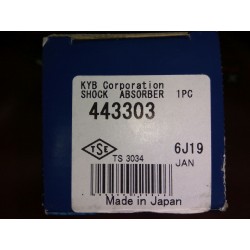 KYB Corporation
SHOCK ABSORBER 1PC
443303
TSE
6J19
TS 3034
JAN
Made in Japan